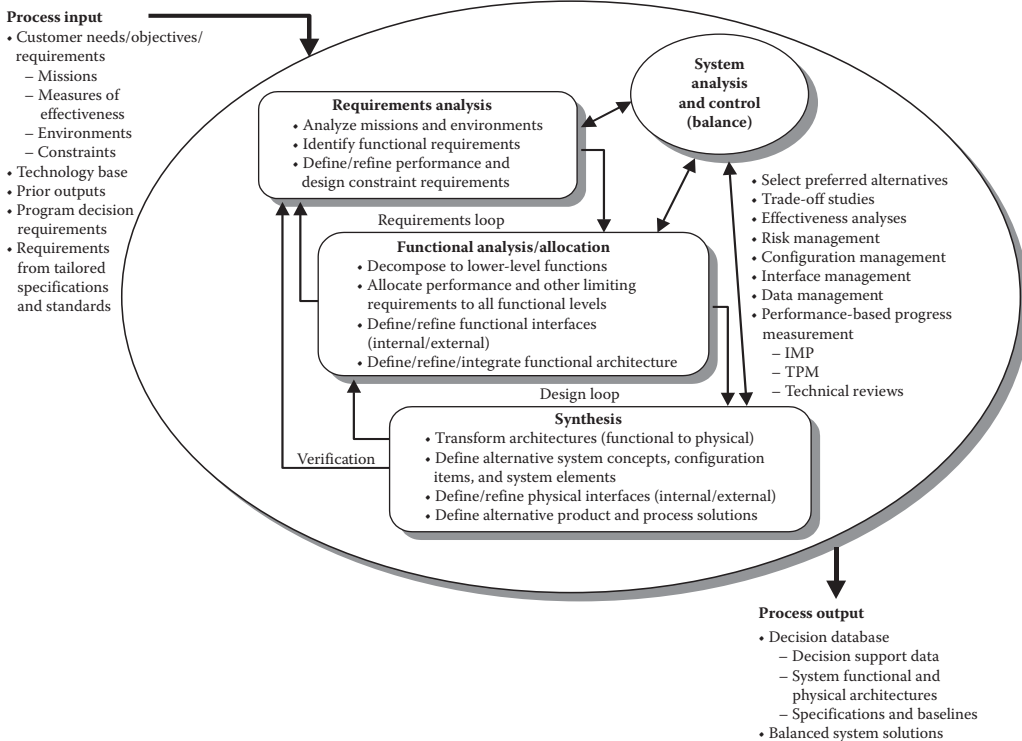 Process input
• Customer needs/objectives/
requirements
– Missions
– Measures of
effectiveness
– Environments
– Constraints
• Technology base
• Prior outputs
• Program decision
requirements
• Requirements
from tailored
specifications
and standards
System
analysis
and control
(balance)
Requirements analysis
• Analyze missions and environments
• Identify functional requirements
• Define/refine performance and
design constraint requirements
Requirements loop
• Select preferred alternatives
• Trade-off studies
• Effectiveness analyses
• Risk management
• Configuration management
• Interface management
• Data management
• Performance-based progress
measurement
– IMP
– TPM
– Technical reviews
Functional analysis/allocation
• Decompose to lower-level functions
• Allocate performance and other limiting
requirements to all functional levels
• Define/refine functional interfaces
(internal/external)
• Define/refine/integrate functional architecture
Design loop
Synthesis
• Transform architectures (functional to physical)
• Define alternative system concepts, configuration
items, and system elements
• Define/refine physical interfaces (internal/external)
• Define alternative product and process solutions
Verification
Process output
• Decision database
– Decision support data
– System functional and
physical architectures
– Specifications and baselines
• Balanced system solutions